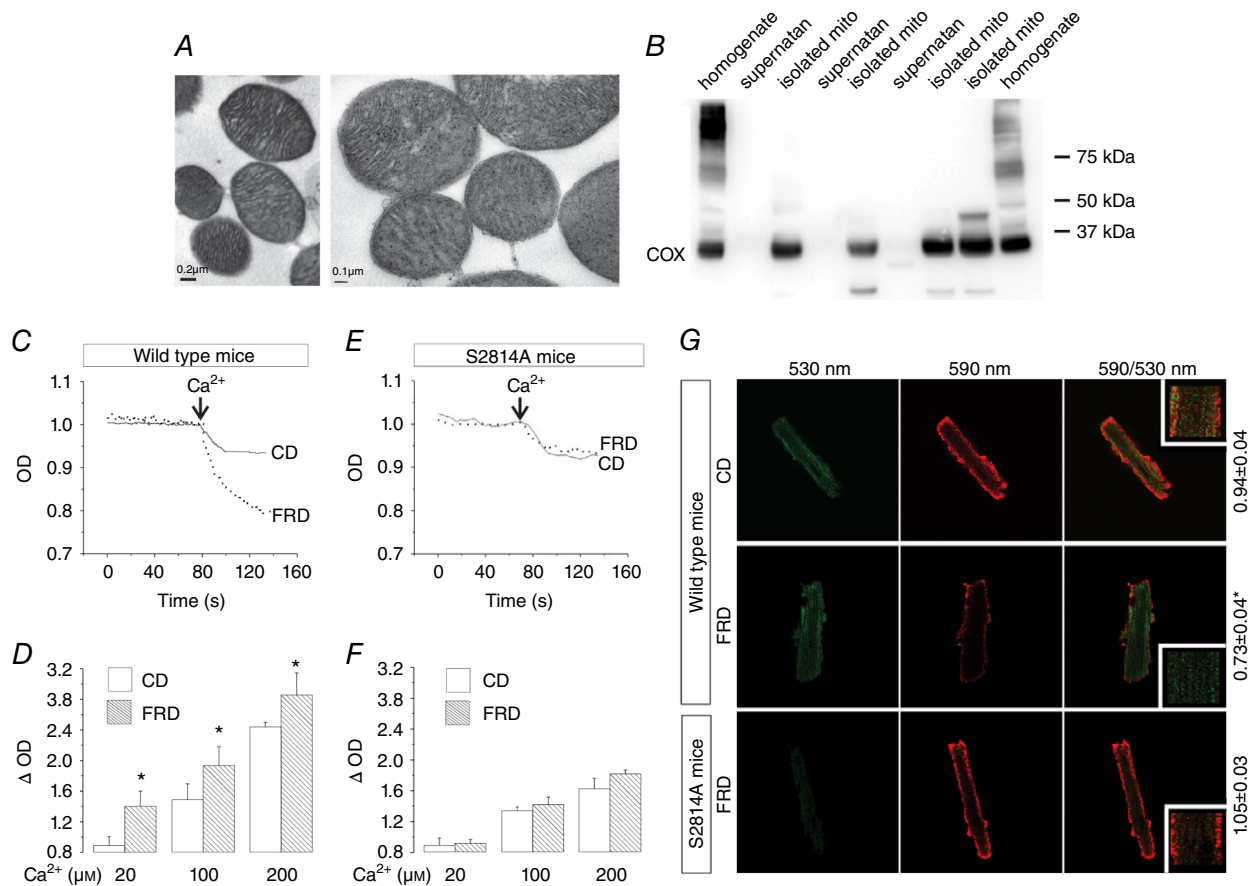 A
0.2µm
0.1µm
B
homogenate
supernatan
isolated mito
supernatan
isolated mito
supernatan
isolated mito
isolated mito
homogenate
75 kDa
50 kDa
37 kDa
COX
C
Wild type mice
Ca2+
1.1
1.0
0.9
0.8
0.7
OD
CD
FRD
0 40 80 120 160
Time (s)
E
S2814A mice
Ca2+
1.1
1.0
0.9
0.8
0.7
OD
FRD
CD
0 40 80 120 160
Time (s)
D
3.2
3.8
2.4
2.0
1.6
1.2
0.8
Δ OD
CD
FRD
* * *
Ca2+ (µM) 20 100 200
F
3.2
3.8
2.4
2.0
1.6
1.2
0.8
Δ OD
CD
FRD
Ca2+ (µM) 20 100 200
G
530 nm 590 nm 590/530 nm
Wild type mice
CD
0.94±0.04
FRD
0.73±0.04*
S2814A mice
FRD
1.05±0.03